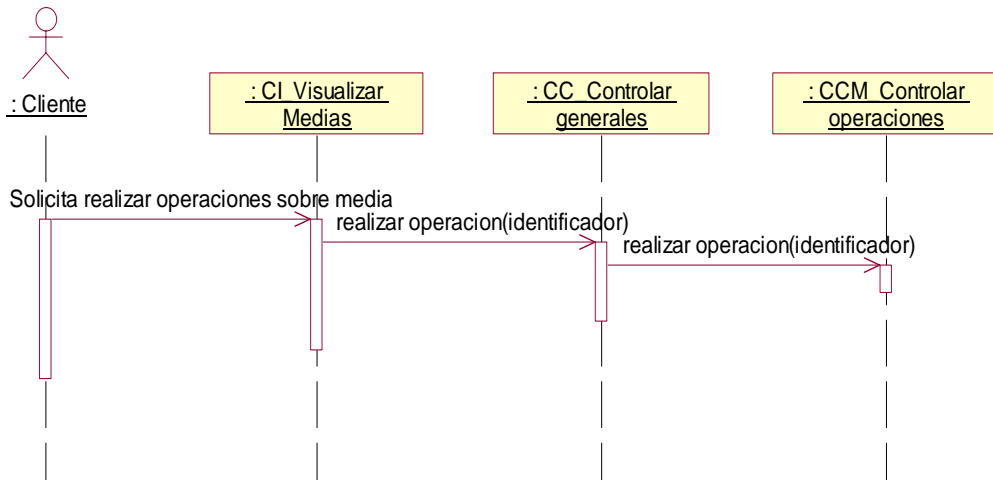 : Cliente
: CI_Visualizar
Medias
: CC_Controlar
generales
: CCM_Controlar
operaciones
Solicita realizar operaciones sobre media
realizar operacion(identificador)
realizar operacion(identificador)